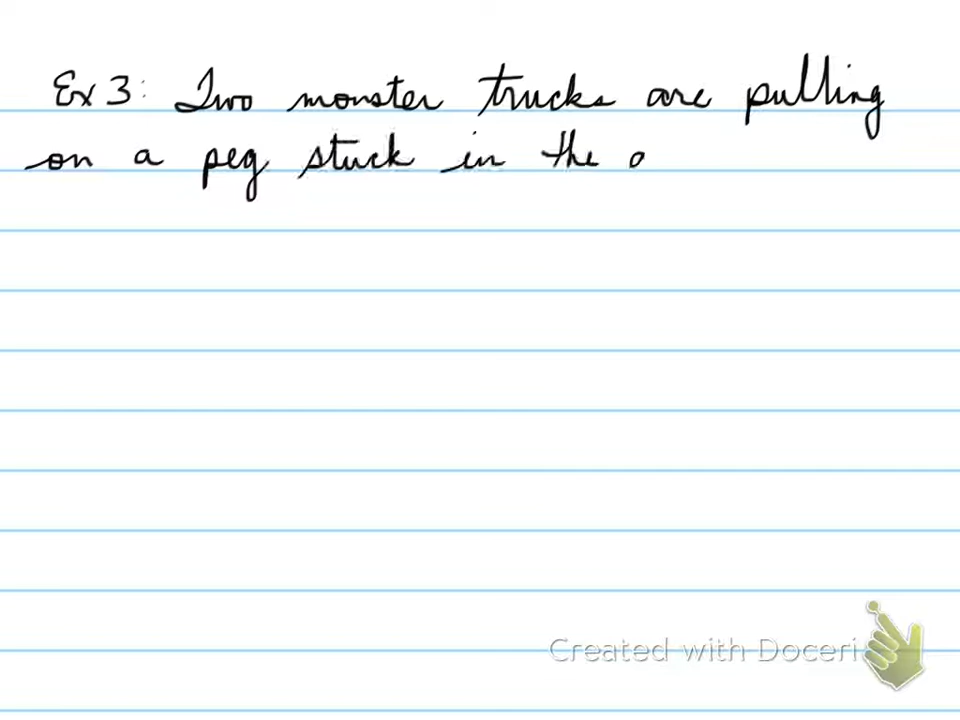 Ex 3: Two monster trucks are pulling
on a peg stuck in the
Created with Doceri